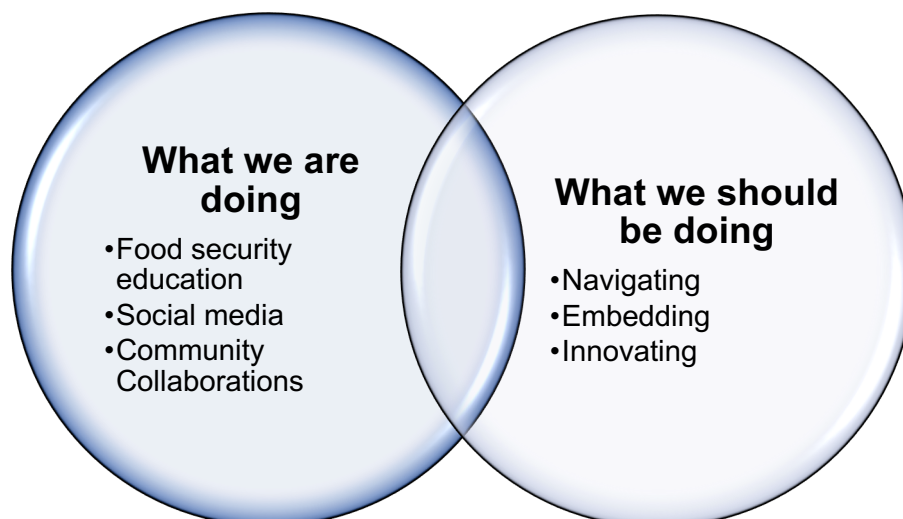 What we are
doing
•Food security
education
•Social media
•Community
Collaborations
What we should
be doing
•Navigating
•Embedding
•Innovating